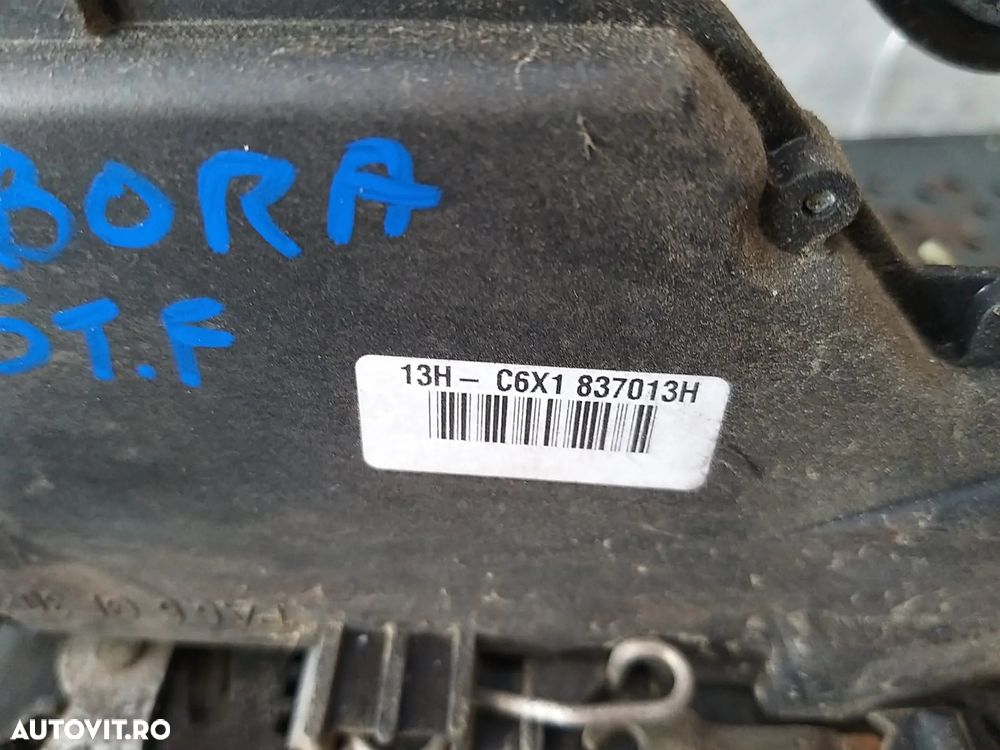 BORA
ST.F
13H - C6X1 837013H
AUTOVIT.RO